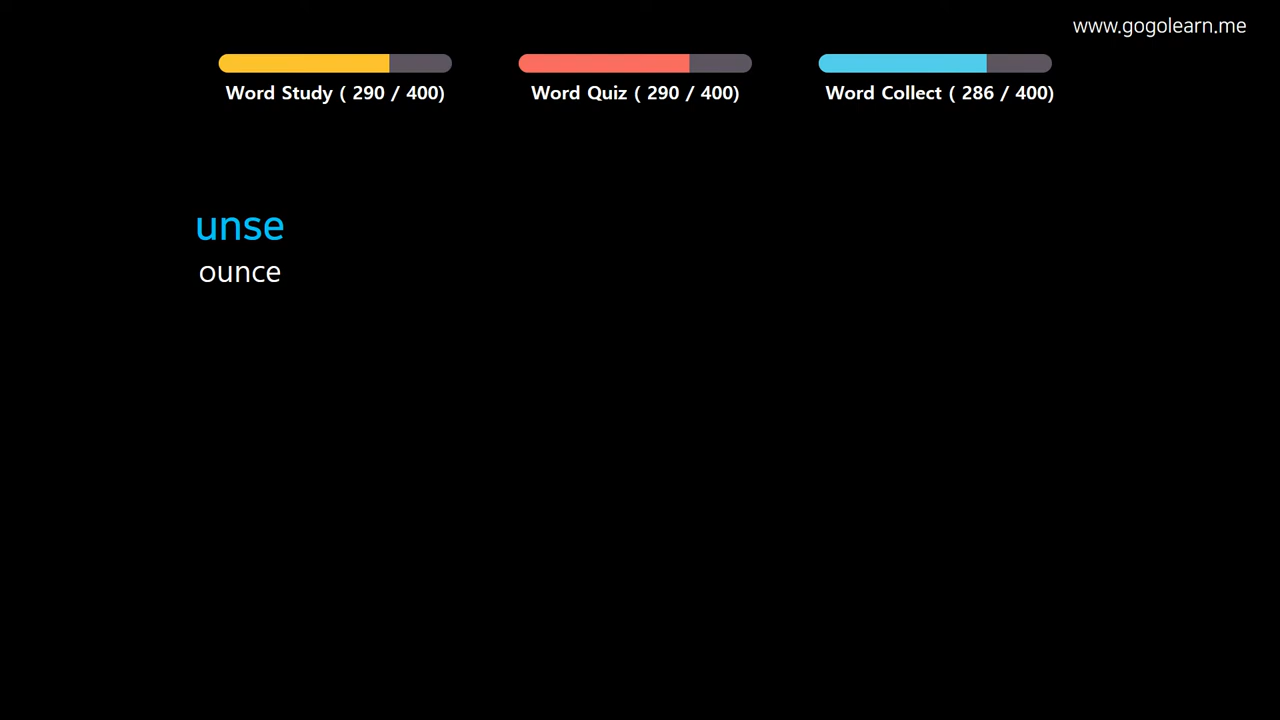 www.gogolearn.me
Word Study ( 290 / 400)
Word Quiz ( 290 / 400)
Word Collect ( 286 / 400)
unse
ounce